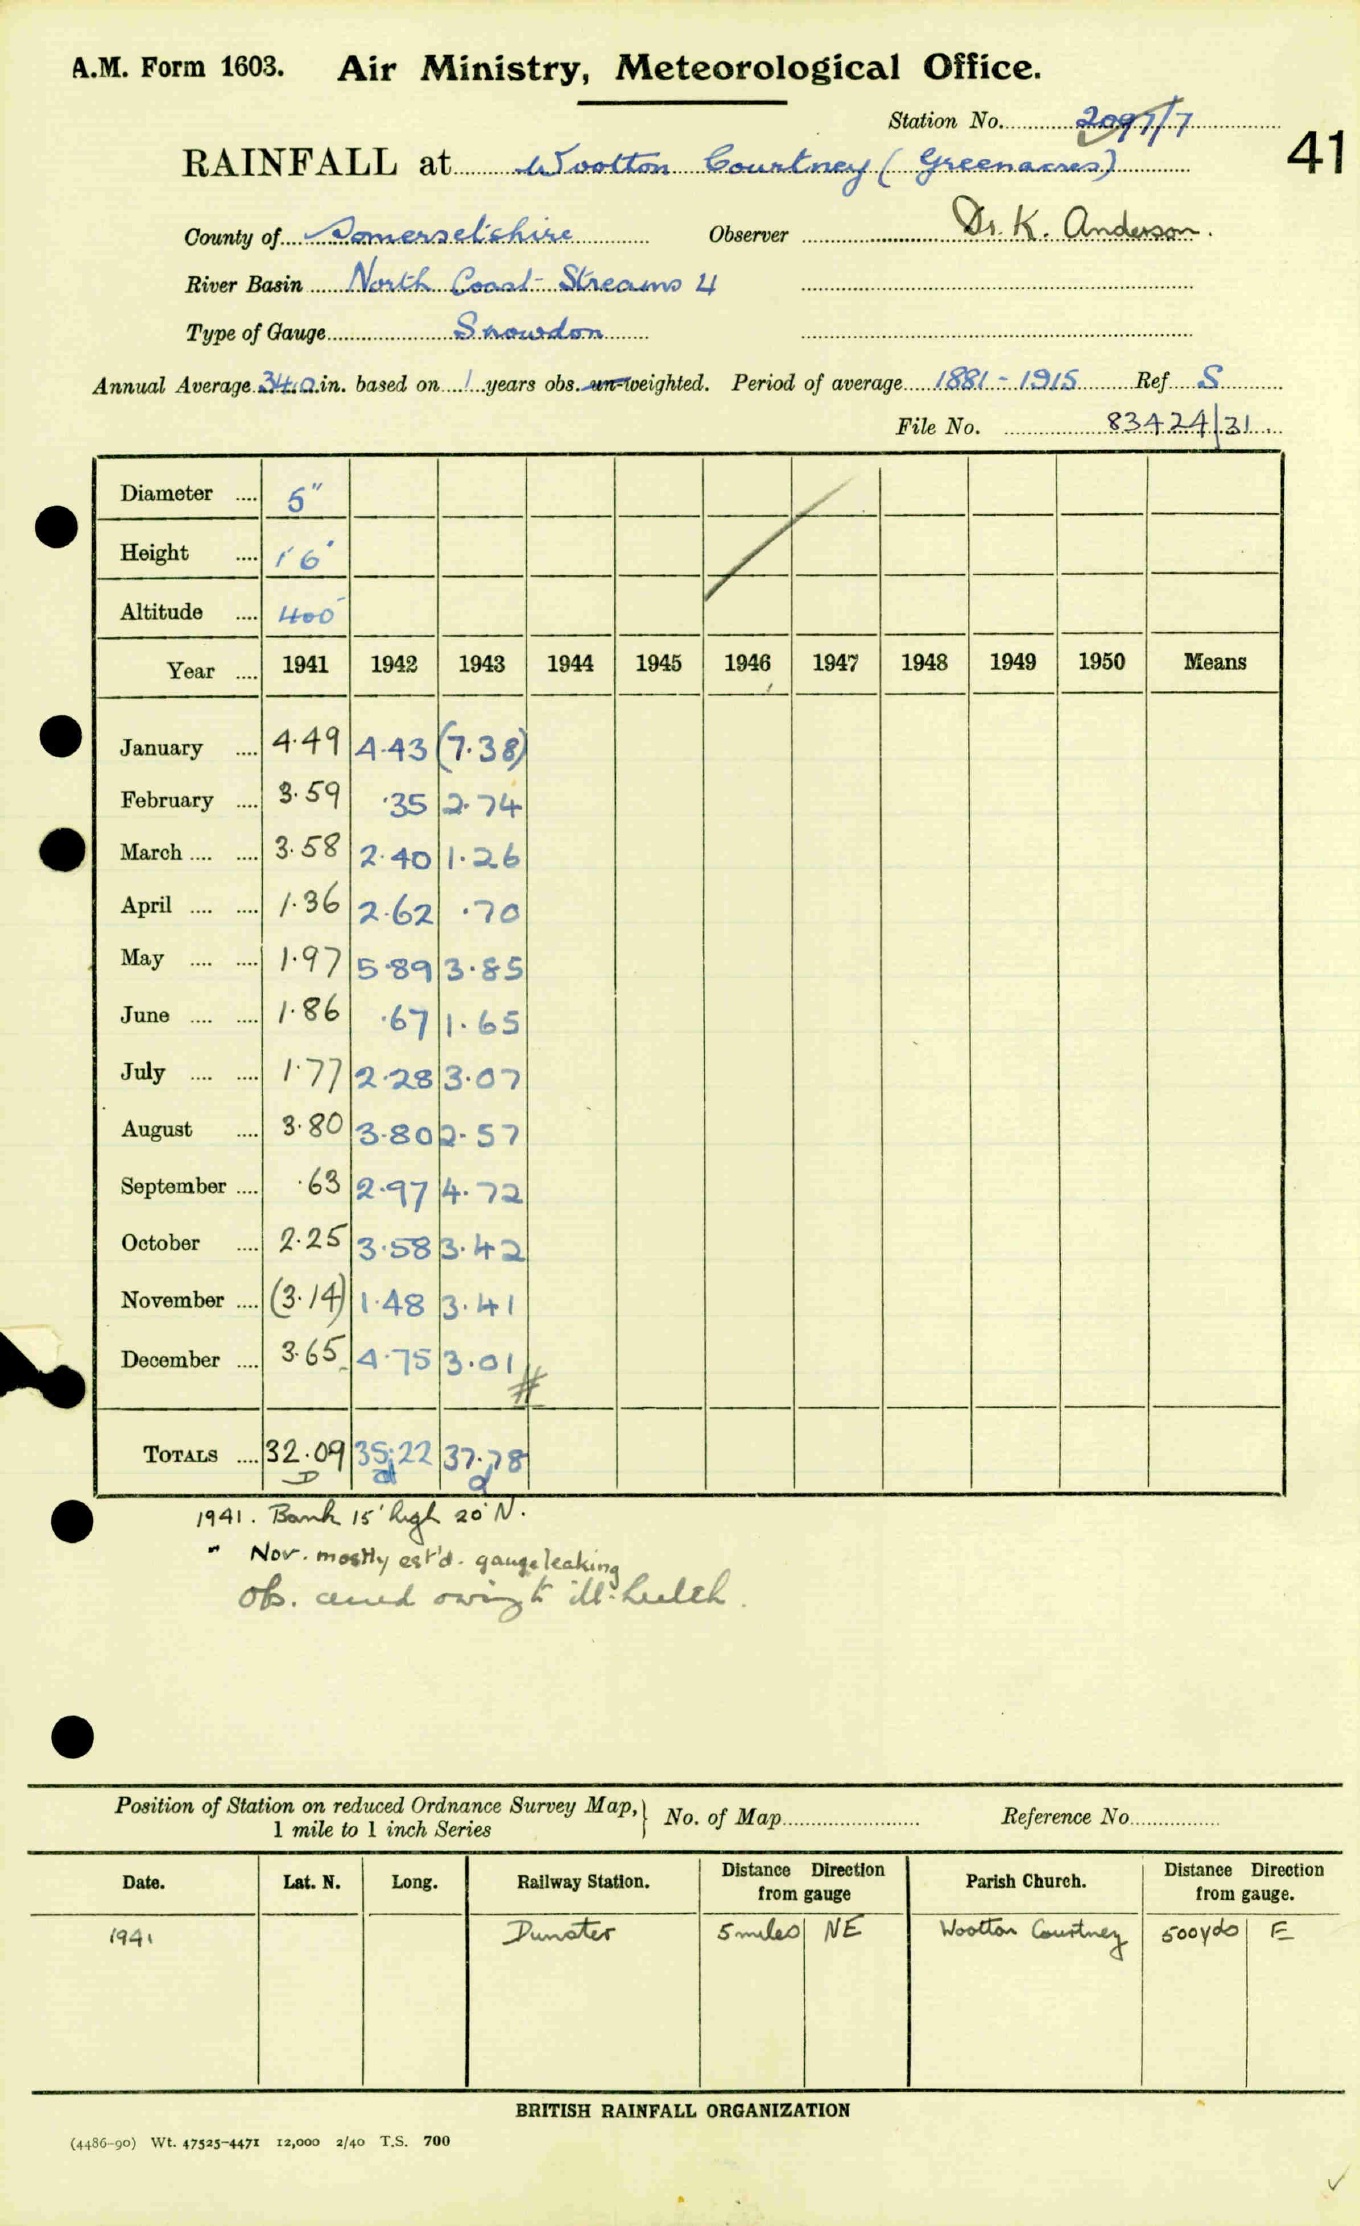 A.M. Form 1603. Air Ministry, Meteorological Office.
Station No. 2097/7
41
RAINFALL at Wootton Courtney (Greenacres)
County of Somersetshire Observer Dr. K. Anderson.
River Basin North Coast Streams 4
Type of Gauge Snowdon
Annual Average 34.0 in. based on 1 years obs. un-weighted. Period of average 1881-1915 Ref S
File No. 83424/31.
Diameter .... 5"
Height .... 1'6"
Altitude .... 400'
Year .... 1941 1942 1943 1944 1945 1946 1947 1948 1949 1950 Means
January .... 4.49 4.43 (7.38)
February .... 3.59 .35 2.74
March .... .... 3.58 2.40 1.26
April .... .... 1.36 2.62 .70
May .... .... 1.97 5.89 3.85
June .... .... 1.86 .67 1.65
July .... .... 1.77 2.28 3.07
August .... 3.80 3.80 2.57
September .... .63 2.97 4.72
October .... 2.25 3.58 3.42
November .... (3.14) 1.48 3.41
December .... 3.65 4.75 3.01
#
TOTALS .... 32.09 35.22 37.78
1941. Bank 15' high 20' N.
" Nov. mostly est'd. gauge leaking
Obs. ceased owing to ill-health.
Position of Station on reduced Ordnance Survey Map, } No. of Map Reference No
1 mile to 1 inch Series
Date. Lat. N. Long. Railway Station. Distance Direction from gauge Parish Church. Distance Direction from gauge.
1941 Dunster 5 miles NE Wootton Courtney 500 yds E
BRITISH RAINFALL ORGANIZATION
(4486-90) Wt. 47525-4471 12,000 2/40 T.S. 700